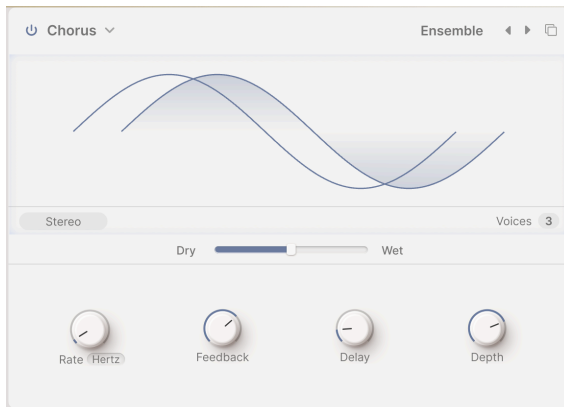 Chorus Ensemble
Stereo Voices 3
Dry Wet
Rate Hertz Feedback Delay Depth